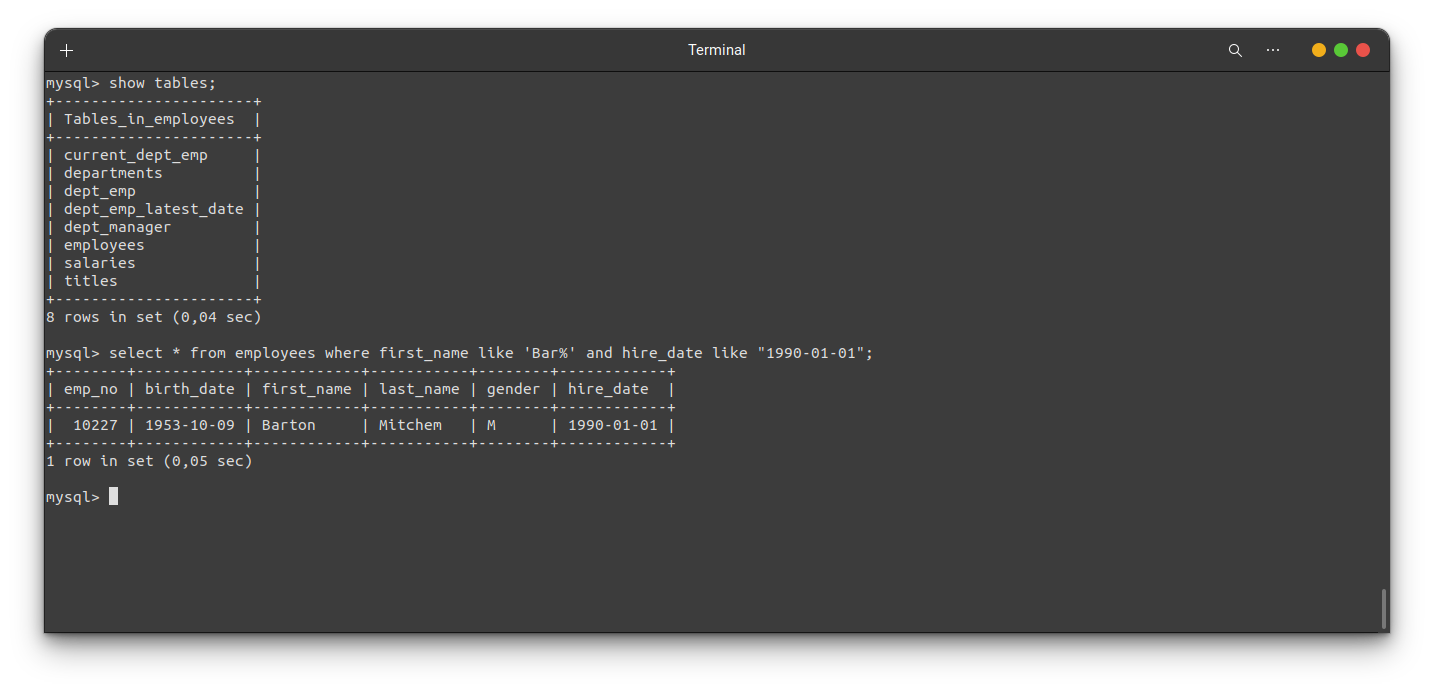 Terminal
mysql> show tables;
+----------------------+
| Tables_in_employees  |
+----------------------+
| current_dept_emp     |
| departments          |
| dept_emp             |
| dept_emp_latest_date |
| dept_manager         |
| employees            |
| salaries             |
| titles               |
+----------------------+
8 rows in set (0,04 sec)

mysql> select * from employees where first_name like 'Bar%' and hire_date like "1990-01-01";
+--------+------------+------------+-----------+--------+------------+
| emp_no | birth_date | first_name | last_name | gender | hire_date  |
+--------+------------+------------+-----------+--------+------------+
|  10227 | 1953-10-09 | Barton     | Mitchem   | M      | 1990-01-01 |
+--------+------------+------------+-----------+--------+------------+
1 row in set (0,05 sec)

mysql>